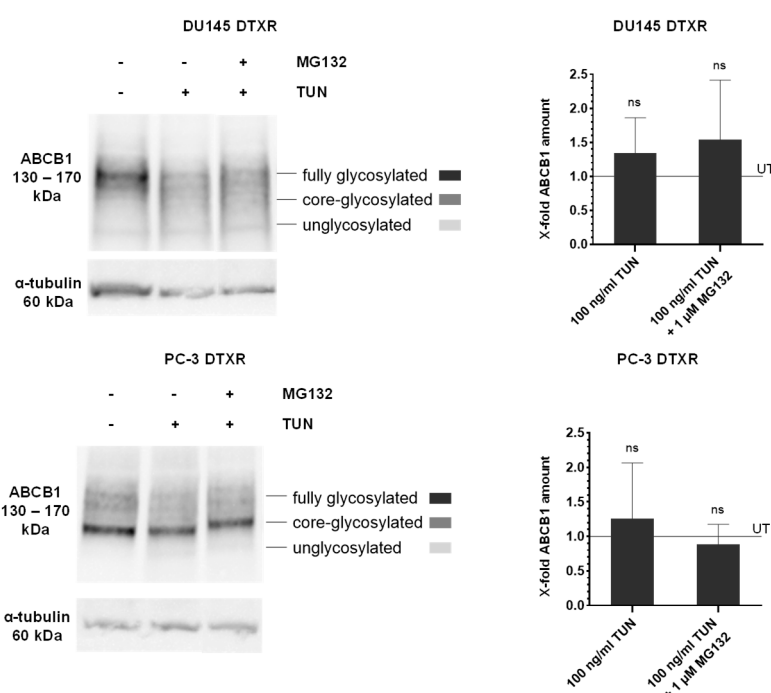 DU145 DTXR
- - + MG132
- + + TUN
ABCB1
130 – 170
kDa
fully glycosylated
core-glycosylated
unglycosylated
α-tubulin
60 kDa
DU145 DTXR
X-fold ABCB1 amount
2.5
2.0
1.5
1.0
0.5
0.0
ns
ns
UT
100 ng/ml TUN
100 ng/ml TUN
+ 1 µM MG132
PC-3 DTXR
- - + MG132
- + + TUN
ABCB1
130 – 170
kDa
fully glycosylated
core-glycosylated
unglycosylated
α-tubulin
60 kDa
PC-3 DTXR
X-fold ABCB1 amount
2.5
2.0
1.5
1.0
0.5
0.0
ns
ns
UT
100 ng/ml TUN
100 ng/ml TUN
+ 1 µM MG132